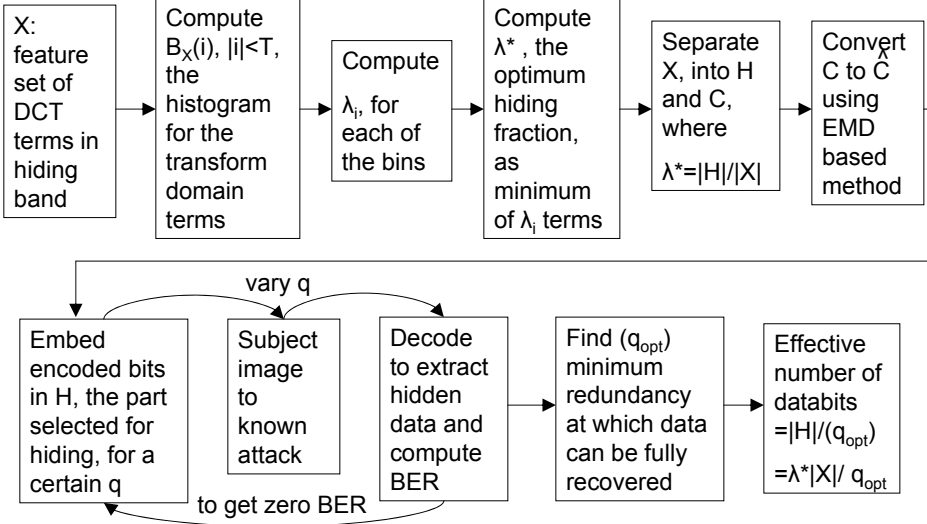 X:
feature
set of
DCT
terms in
hiding
band
Compute
B_X(i), |i|<T,
the
histogram
for the
transform
domain
terms
Compute
λ_i, for
each of
the bins
Compute
λ* , the
optimum
hiding
fraction,
as
minimum
of λ_i terms
Separate
X, into H
and C,
where
λ*=|H|/|X|
Convert
C to Ĉ
using
EMD
based
method
vary q
Embed
encoded bits
in H, the part
selected for
hiding, for a
certain q
Subject
image
to
known
attack
Decode
to extract
hidden
data and
compute
BER
to get zero BER
Find (q_opt)
minimum
redundancy
at which data
can be fully
recovered
Effective
number of
databits
=|H|/(q_opt)
=λ*|X|/ q_opt